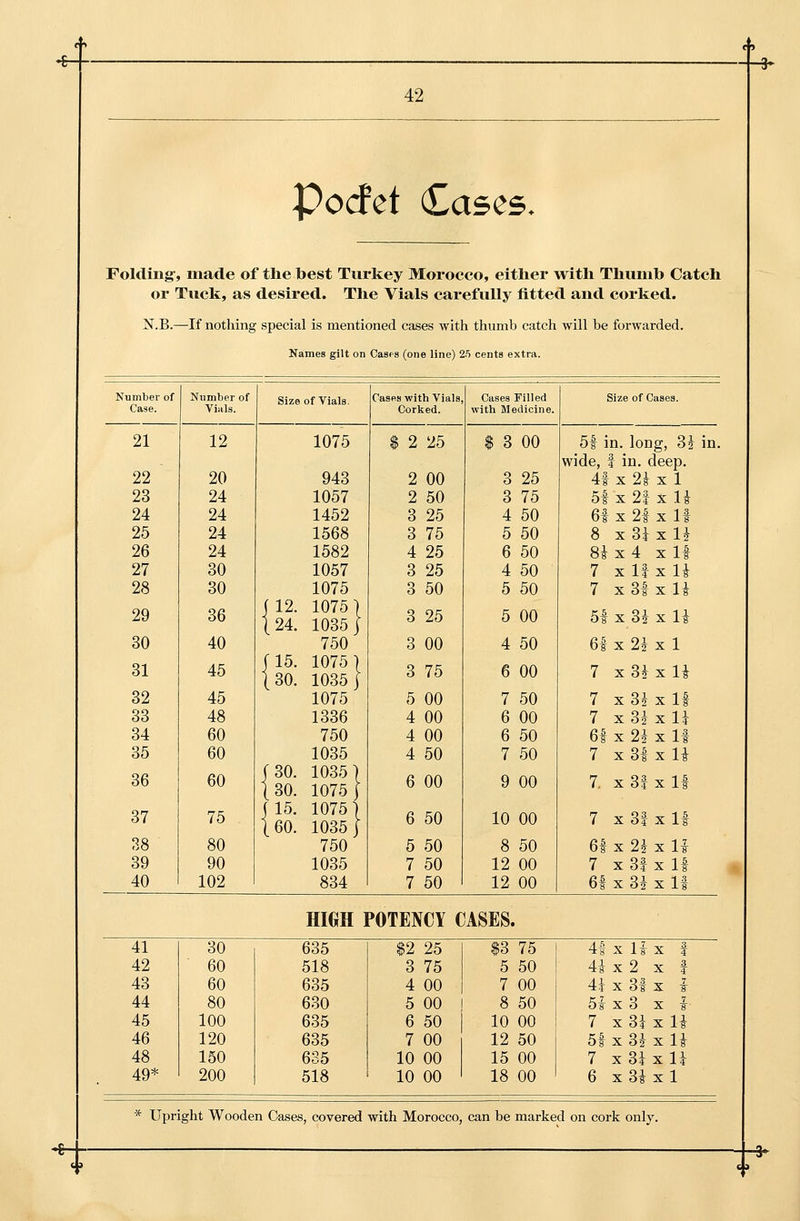 42
Pocket Cases.
Folding, made of the best Turkey Morocco, either with Thumb Catch
or Tuck, as desired. The Vials carefully fitted and corked.
N.B.—If nothing special is mentioned cases with thumb catch will be forwarded.
Names gilt on Cases (one line) 25 cents extra.
Number of Case. Number of Vials. Size of Vials. Cases with Vials, Corked. Cases Filled with Medicine. Size of Cases.
21 12 1075 $ 2 25 $ 3 00 5⅝ in. long, 3½ in.
wide, ¾ in. deep.
22 20 943 2 00 3 25 4⅝ x 2⅛ x 1
23 24 1057 2 50 3 75 5⅝ x 2¾ x 1⅛
24 24 1452 3 25 4 50 6⅜ x 2⅝ x 1⅜
25 24 1568 3 75 5 50 8 x 3¼ x 1½
26 24 1582 4 25 6 50 8½ x 4 x 1⅝
27 30 1057 3 25 4 50 7 x 1¾ x 1⅛
28 30 1075 3 50 5 50 7 x 3⅝ x 1⅛
29 36 {12. 1075} {24. 1035} 3 25 5 00 5⅝ x 3½ x 1⅛
30 40 750 3 00 4 50 6⅝ x 2½ x 1
31 45 {15. 1075} {30. 1035} 3 75 6 00 7 x 3½ x 1⅛
32 45 1075 5 00 7 50 7 x 3½ x 1⅝
33 48 1336 4 00 6 00 7 x 3½ x 1¼
34 60 750 4 00 6 50 6⅝ x 2½ x 1⅝
35 60 1035 4 50 7 50 7 x 3⅝ x 1⅛
36 60 {30. 1035} {30. 1075} 6 00 9 00 7 x 3¾ x 1⅝
37 75 {15. 1075} {60. 1035} 6 50 10 00 7 x 3¾ x 1⅝
38 80 750 5 50 8 50 6⅝ x 2½ x 1⅞
39 90 1035 7 50 12 00 7 x 3¾ x 1⅝
40 102 834 7 50 12 00 6⅝ x 3½ x 1⅝
HIGH POTENCY CASES.
41 30 635 $2 25 $3 75 4⅝ x 1⅞ x ¾
42 60 518 3 75 5 50 4⅛ x 2 x ¾
43 60 635 4 00 7 00 4¼ x 3⅝ x ⅞
44 80 630 5 00 8 50 5⅞ x 3 x ⅞
45 100 635 6 50 10 00 7 x 3¼ x 1⅛
46 120 635 7 00 12 50 5⅝ x 3½ x 1⅛
48 150 635 10 00 15 00 7 x 3¼ x 1¼
49* 200 518 10 00 18 00 6 x 3⅛ x 1
* Upright Wooden Cases, covered with Morocco, can be marked on cork only.